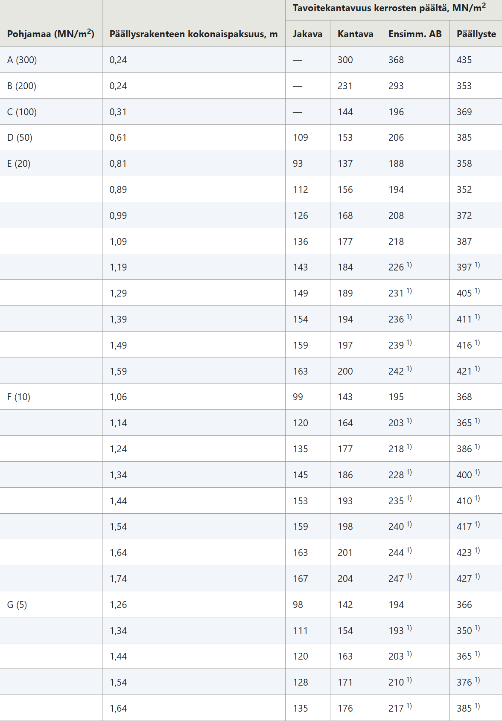 Tavoitekantavuus kerrosten päältä, MN/m²
Pohjamaa (MN/m²) Päällysrakenteen kokonaispaksuus, m Jakava Kantava Ensimm. AB Päällyste
A (300) 0,24 — 300 368 435
B (200) 0,24 — 231 293 353
C (100) 0,31 — 144 196 369
D (50) 0,61 109 153 206 385
E (20) 0,81 93 137 188 358
0,89 112 156 194 352
0,99 126 168 208 372
1,09 136 177 218 387
1,19 143 184 226 ¹⁾ 397 ¹⁾
1,29 149 189 231 ¹⁾ 405 ¹⁾
1,39 154 194 236 ¹⁾ 411 ¹⁾
1,49 159 197 239 ¹⁾ 416 ¹⁾
1,59 163 200 242 ¹⁾ 421 ¹⁾
F (10) 1,06 99 143 195 368
1,14 120 164 203 ¹⁾ 365 ¹⁾
1,24 135 177 218 ¹⁾ 386 ¹⁾
1,34 145 186 228 ¹⁾ 400 ¹⁾
1,44 153 193 235 ¹⁾ 410 ¹⁾
1,54 159 198 240 ¹⁾ 417 ¹⁾
1,64 163 201 244 ¹⁾ 423 ¹⁾
1,74 167 204 247 ¹⁾ 427 ¹⁾
G (5) 1,26 98 142 194 366
1,34 111 154 193 ¹⁾ 350 ¹⁾
1,44 120 163 203 ¹⁾ 365 ¹⁾
1,54 128 171 210 ¹⁾ 376 ¹⁾
1,64 135 176 217 ¹⁾ 385 ¹⁾